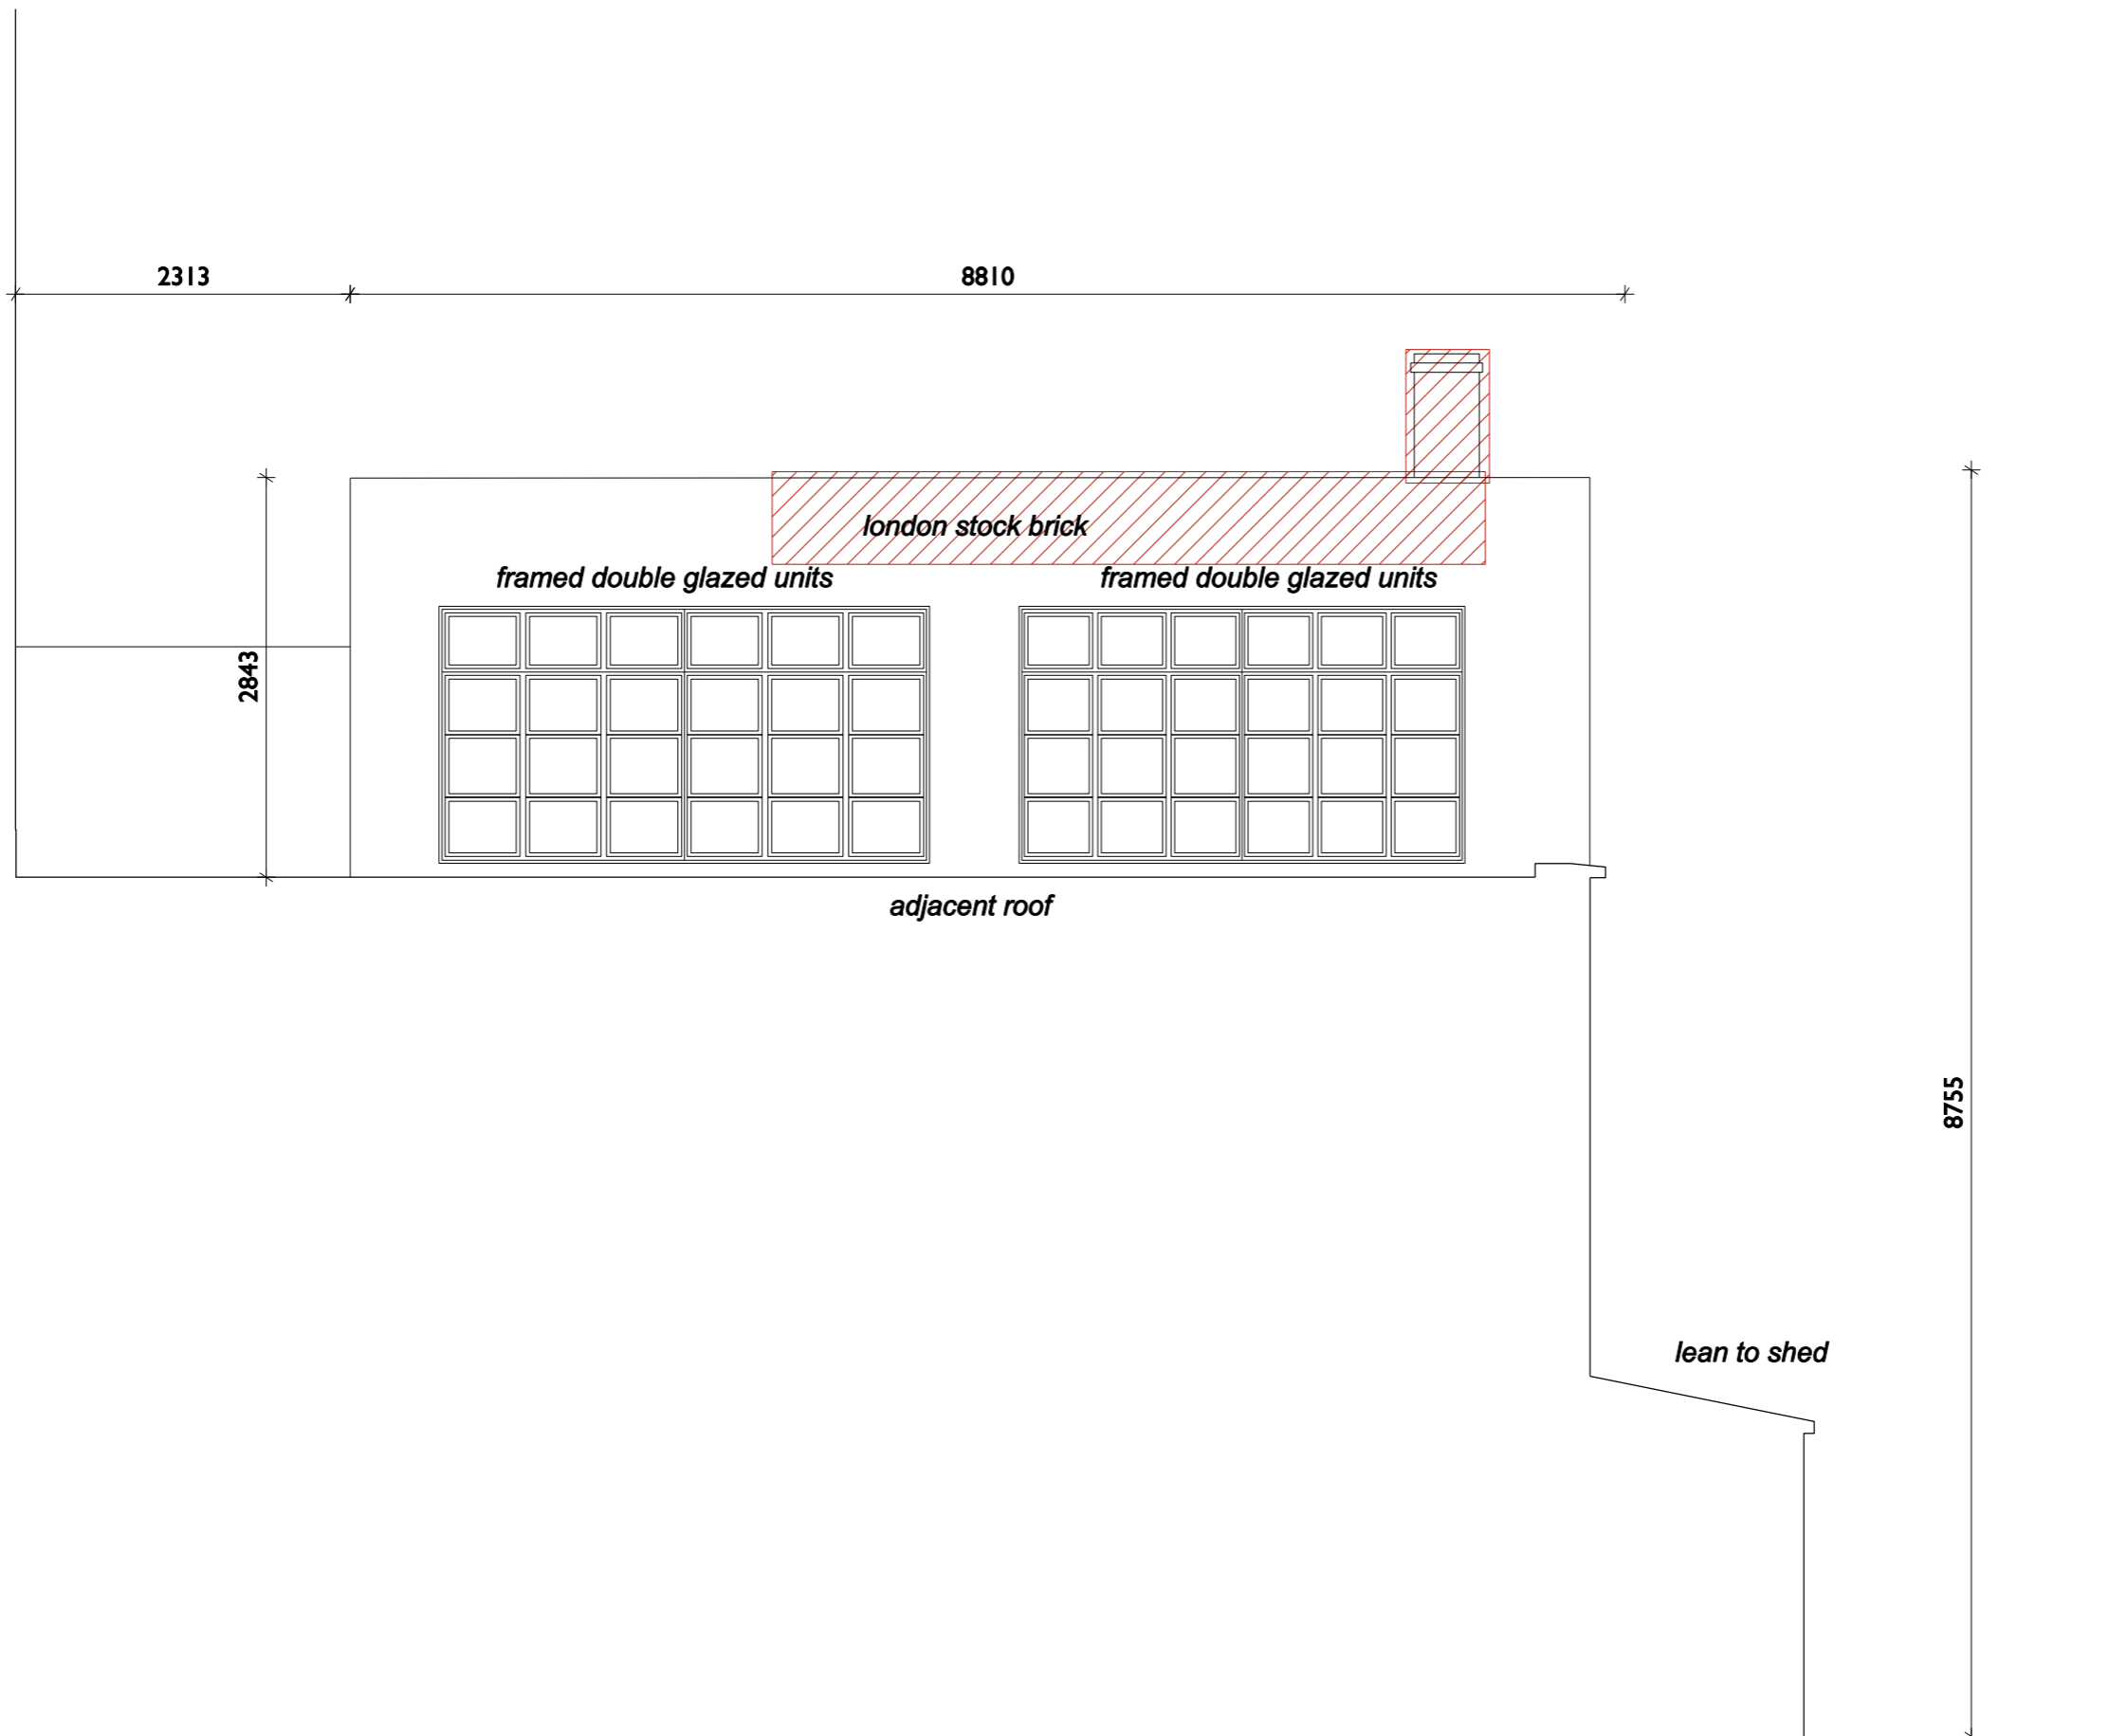 2313
8810
london stock brick
framed double glazed units
framed double glazed units
2843
adjacent roof
8755
lean to shed